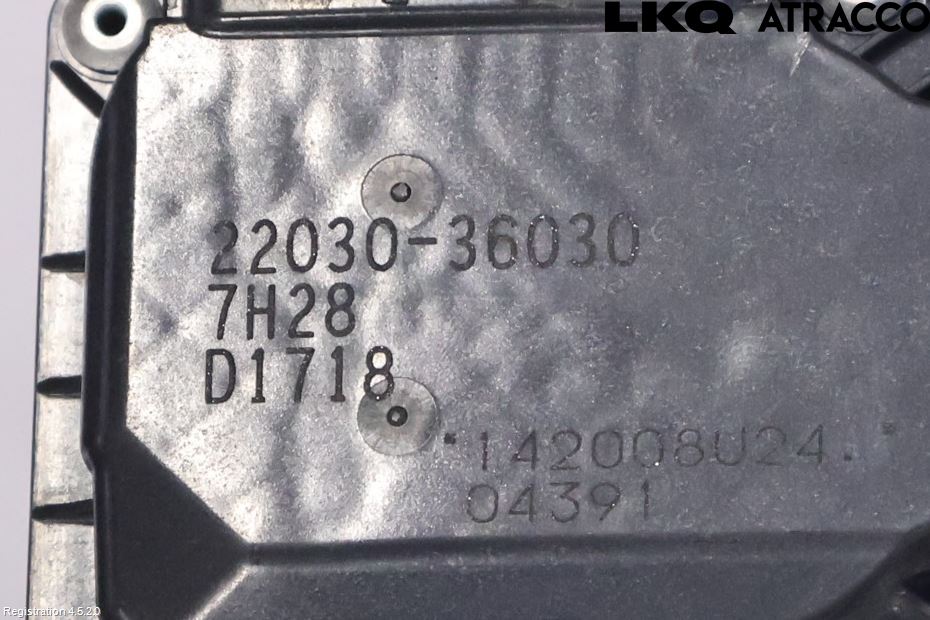 LKQ ATRACCO
22030-36030
7H28
D1718
142008U24.
04391
Registration 4.5.2.0